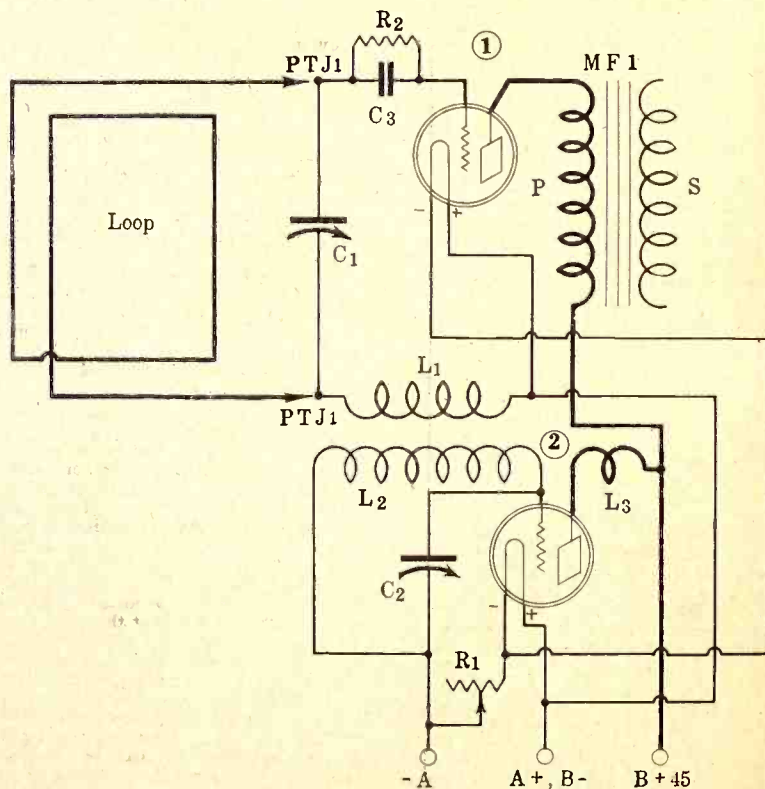 R2
1
MF1
PTJ1
C3
P
S
- +
Loop
C1
L1
PTJ1
2
L2
L3
C2
- +
R1
-A
A+, B-
B+45